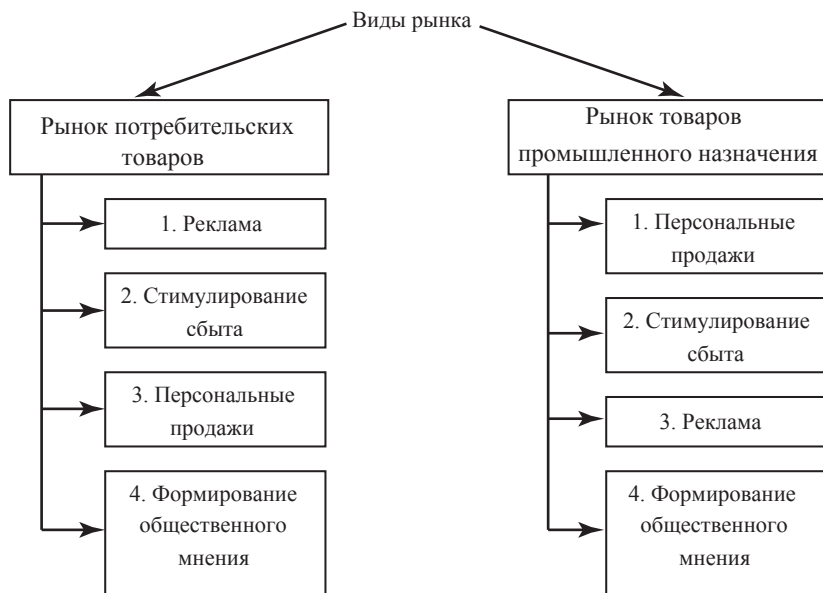 Виды рынка
Рынок потребительских
товаров
1. Реклама
2. Стимулирование
сбыта
3. Персональные
продажи
4. Формирование
общественного
мнения
Рынок товаров
промышленного назначения
1. Персональные
продажи
2. Стимулирование
сбыта
3. Реклама
4. Формирование
общественного
мнения